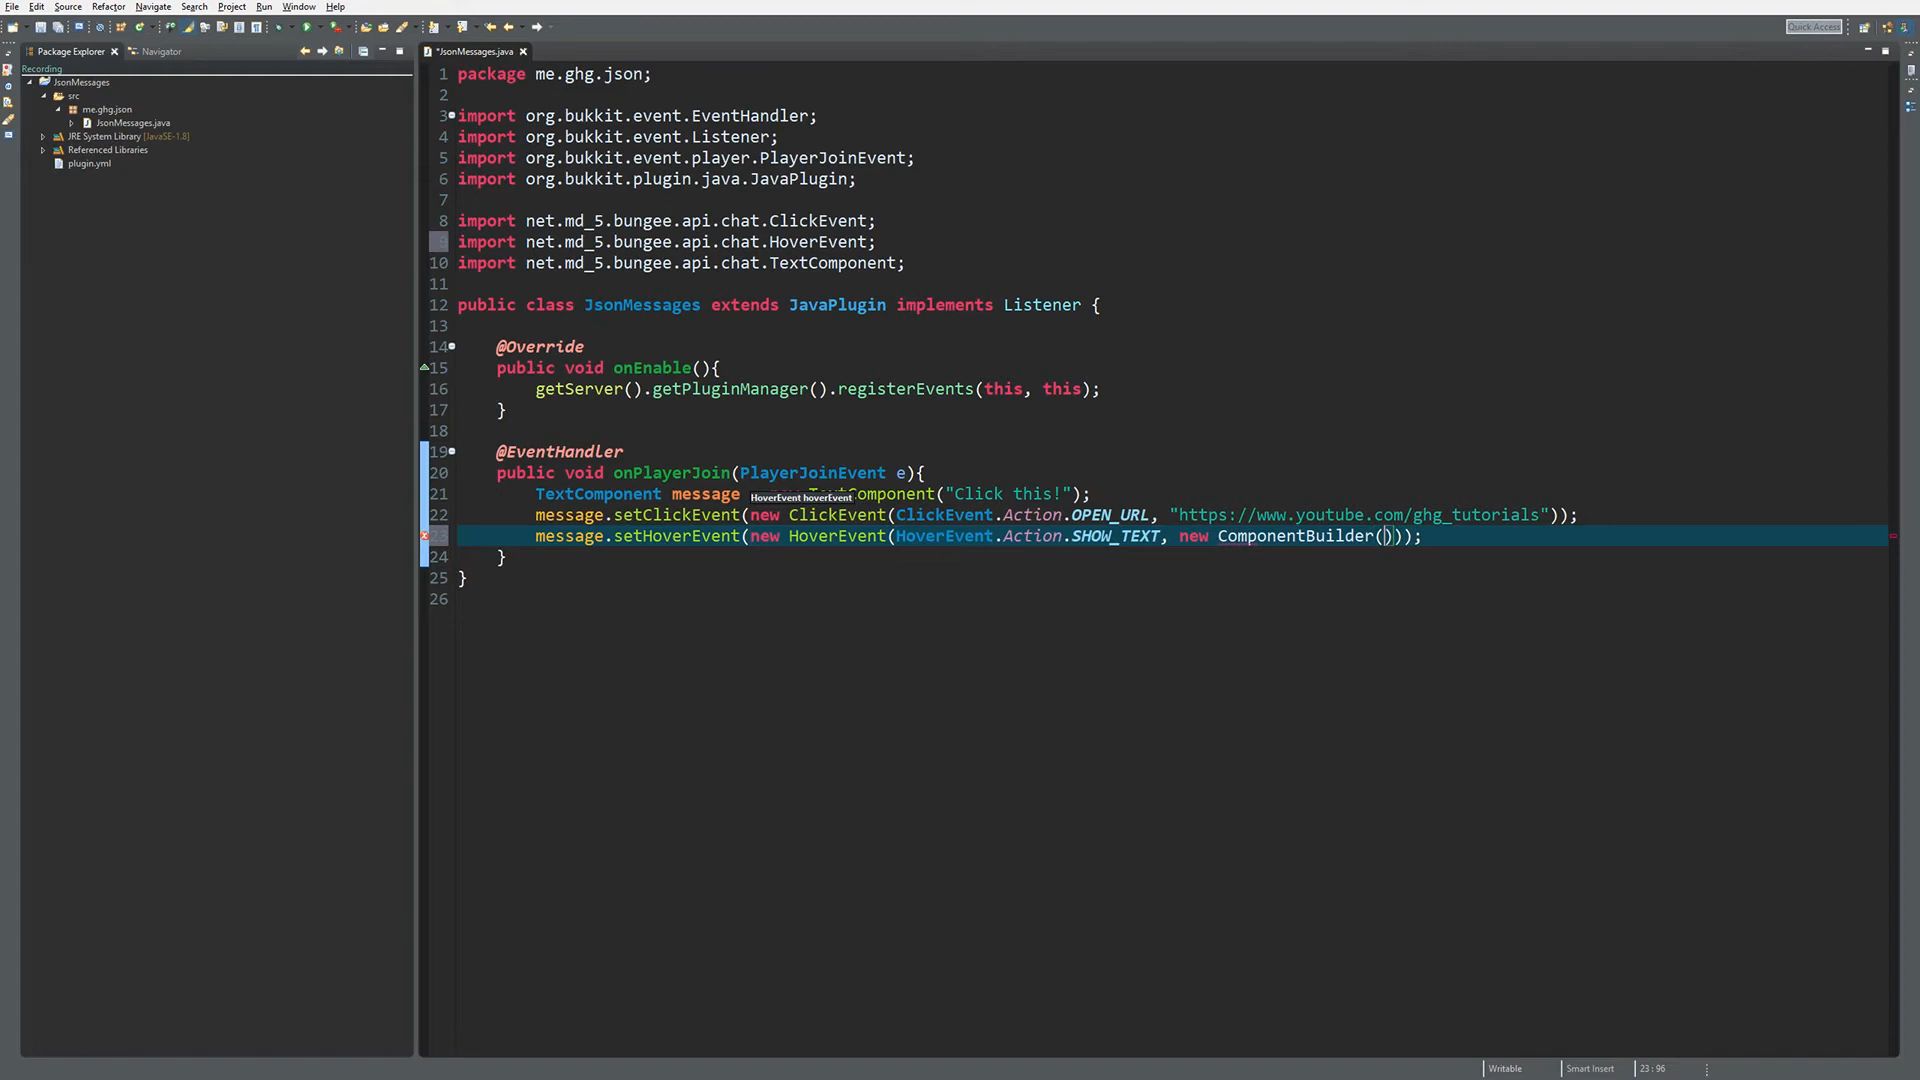 File Edit Source Refactor Navigate Search Project Run Window Help
Quick Access
Package Explorer Navigator
*JsonMessages.java
Recording
JsonMessages
src
me.ghg.json
JsonMessages.java
JRE System Library [JavaSE-1.8]
Referenced Libraries
plugin.yml
1 package me.ghg.json;
2
3 import org.bukkit.event.EventHandler;
4 import org.bukkit.event.Listener;
5 import org.bukkit.event.player.PlayerJoinEvent;
6 import org.bukkit.plugin.java.JavaPlugin;
7
8 import net.md_5.bungee.api.chat.ClickEvent;
9 import net.md_5.bungee.api.chat.HoverEvent;
10 import net.md_5.bungee.api.chat.TextComponent;
11
12 public class JsonMessages extends JavaPlugin implements Listener {
13
14 @Override
15 public void onEnable(){
16 getServer().getPluginManager().registerEvents(this, this);
17 }
18
19 @EventHandler
20 public void onPlayerJoin(PlayerJoinEvent e){
21 TextComponent message TextComponent("Click this!");
HoverEvent hoverEvent
22 message.setClickEvent(new ClickEvent(ClickEvent.Action.OPEN_URL, "https://www.youtube.com/ghg_tutorials"));
23 message.setHoverEvent(new HoverEvent(HoverEvent.Action.SHOW_TEXT, new ComponentBuilder()));
24 }
25 }
26
Writable Smart Insert 23 : 96